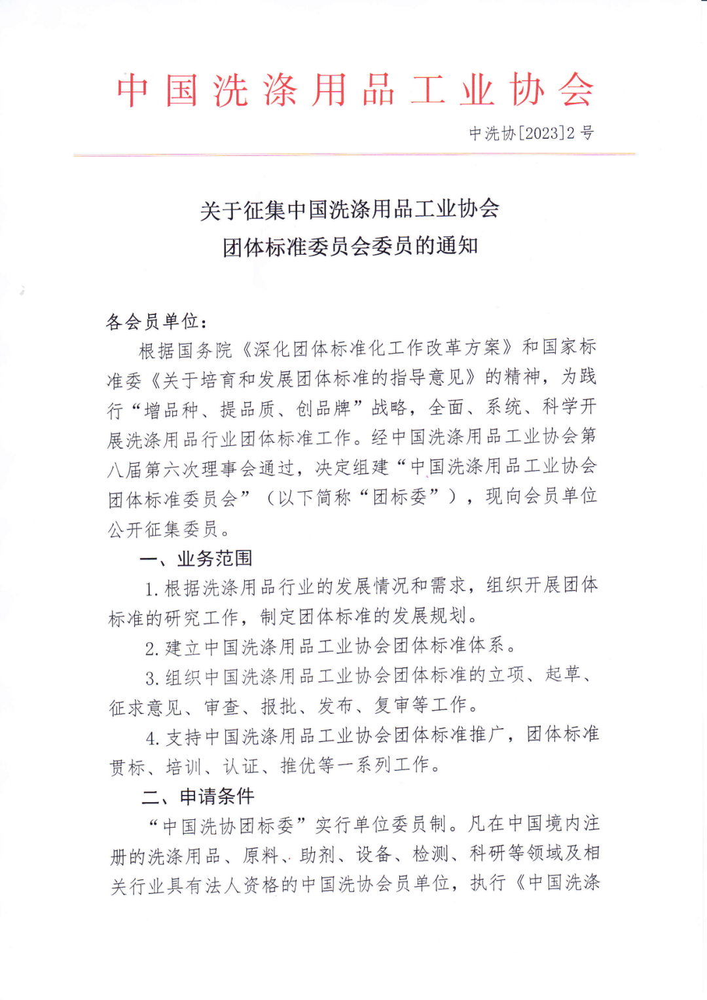 中国洗涤用品工业协会
中洗协[2023]2号
关于征集中国洗涤用品工业协会
团体标准委员会委员的通知
各会员单位：
根据国务院《深化团体标准化工作改革方案》和国家标
准委《关于培育和发展团体标准的指导意见》的精神，为践
行“增品种、提品质、创品牌”战略，全面、系统、科学开
展洗涤用品行业团体标准工作。经中国洗涤用品工业协会第
八届第六次理事会通过，决定组建“中国洗涤用品工业协会
团体标准委员会”（以下简称“团标委”），现向会员单位
公开征集委员。
一、业务范围
1.根据洗涤用品行业的发展情况和需求，组织开展团体
标准的研究工作，制定团体标准的发展规划。
2.建立中国洗涤用品工业协会团体标准体系。
3.组织中国洗涤用品工业协会团体标准的立项、起草、
征求意见、审查、报批、发布、复审等工作。
4.支持中国洗涤用品工业协会团体标准推广，团体标准
贯标、培训、认证、推优等一系列工作。
二、申请条件
“中国洗协团标委”实行单位委员制。凡在中国境内注
册的洗涤用品、原料、助剂、设备、检测、科研等领域及相
关行业具有法人资格的中国洗协会员单位，执行《中国洗涤